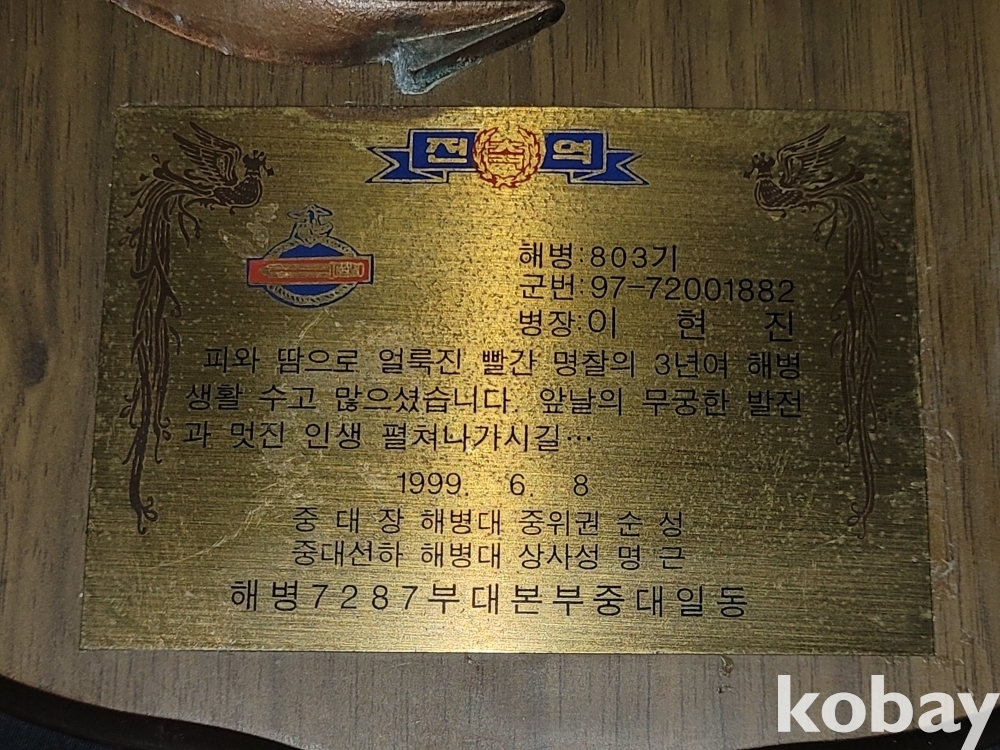 전 축 역
해병:803기
군번:97-72001882
병장:이 현 진
피와 땀으로 얼룩진 빨간 명찰의 3년여 해병
생활 수고 많으셨습니다. 앞날의 무궁한 발전
과 멋진 인생 펼쳐나가시길…
1999. 6. 8
중 대 장 해병대 중위권 순 성
중대선하 해병대 상사성 명 근
해병7287부대본부중대일동
kobay